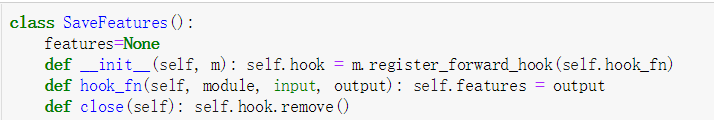 class SaveFeatures():
    features=None
    def __init__(self, m): self.hook = m.register_forward_hook(self.hook_fn)
    def hook_fn(self, module, input, output): self.features = output
    def close(self): self.hook.remove()